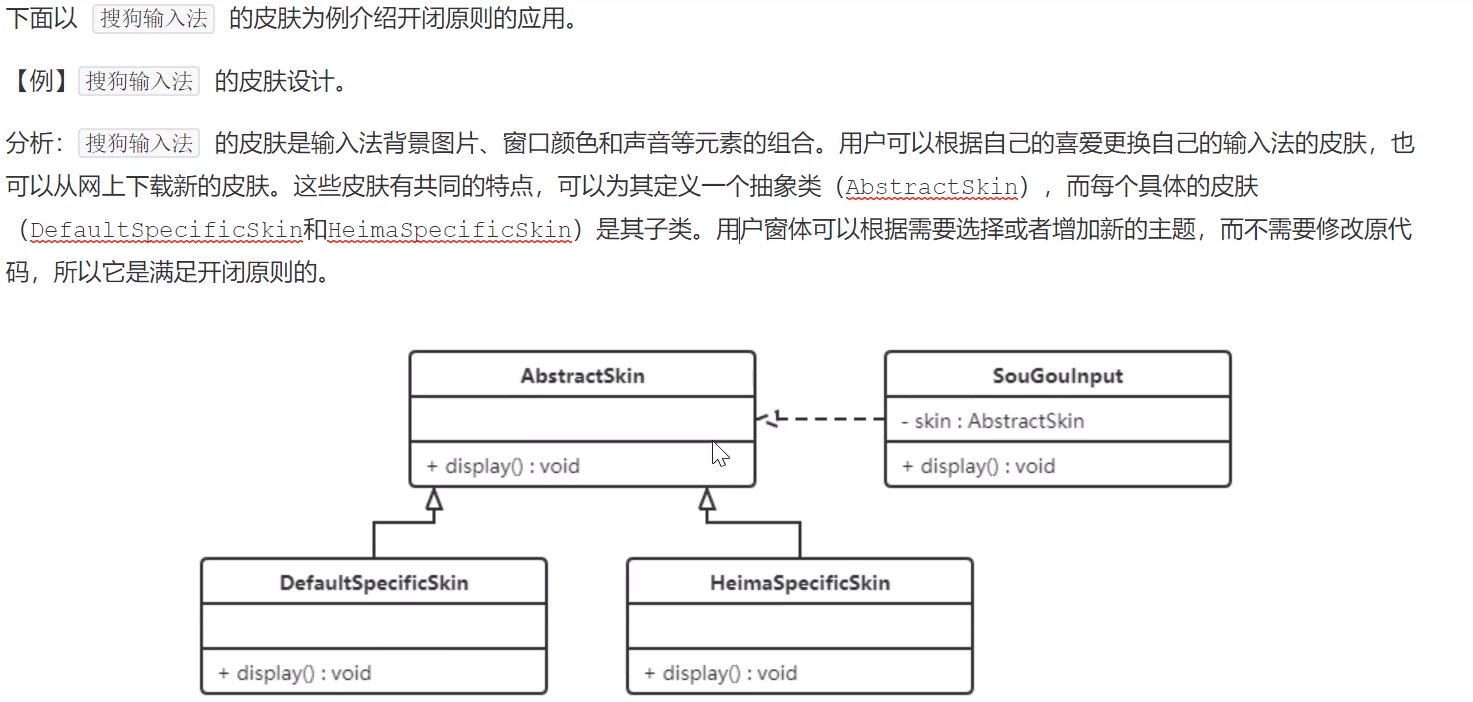 下面以 搜狗输入法 的皮肤为例介绍开闭原则的应用。
【例】搜狗输入法 的皮肤设计。
分析：搜狗输入法 的皮肤是输入法背景图片、窗口颜色和声音等元素的组合。用户可以根据自己的喜爱更换自己的输入法的皮肤，也
可以从网上下载新的皮肤。这些皮肤有共同的特点，可以为其定义一个抽象类（AbstractSkin），而每个具体的皮肤
（DefaultSpecificSkin和HeimaSpecificSkin）是其子类。用户窗体可以根据需要选择或者增加新的主题，而不需要修改原代
码，所以它是满足开闭原则的。
AbstractSkin
+ display() : void
SouGouInput
- skin : AbstractSkin
+ display() : void
DefaultSpecificSkin
+ display() : void
HeimaSpecificSkin
+ display() : void